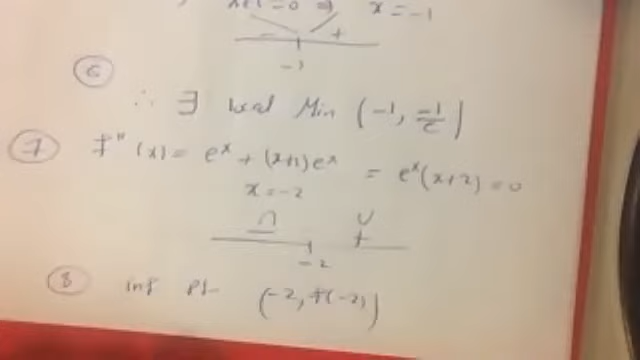 x+1=0 ⇒ x=-1
- +
-1
⑥
∴ ∃ local Min (-1, -1/e)
⑦ f''(x) = e^x + (x+1)e^x = e^x(x+2)=0
x=-2
∩ ∪
- +
-2
⑧ inf pt (-2, f(-2))